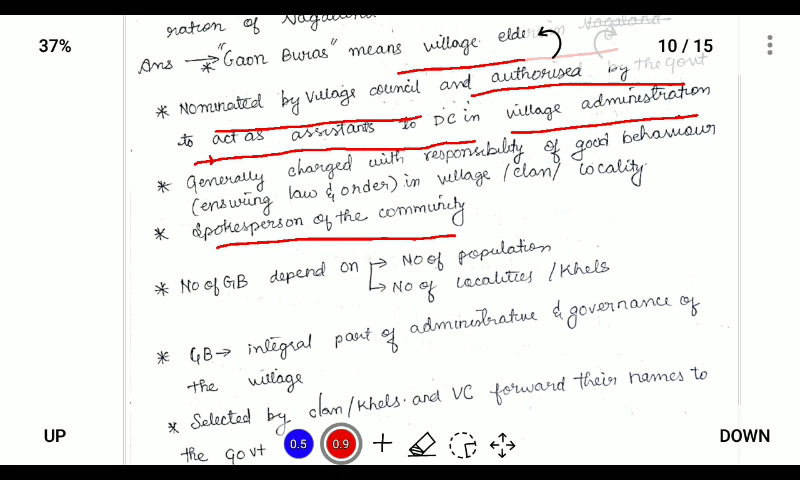 ration of Nagaland
37%
Ans → * "Gaon Buras" means village elder in Nagaland
10 / 15
* Nominated by village council and authorised by the govt
to act as assistants to DC in village administration
* Generally charged with responsibility of good behaviour
(ensuring law & order) in village /clan/ locality
* Spokesperson of the community
* No of GB depend on → No of population
→ No of localities /Khels
* GB → integral part of administrative & governance of
the village
* Selected by clan/Khels. and VC forward their names to
the govt
UP
0.5
0.9
DOWN